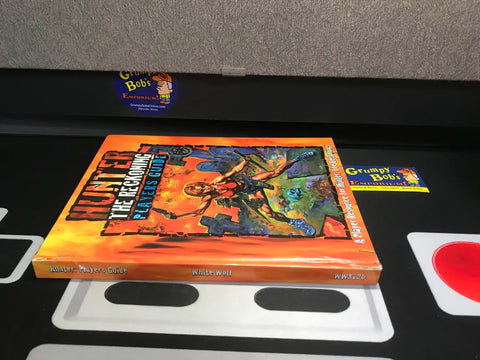 Grumpy
Bob's
Emporium!
HUNTER
THE RECKONING
PLAYERS GUIDE
A Player Resource for Hunter: The Reckoning
Grumpy
Bob's
Emporium!
Hunter Players Guide White Wolf WW8120